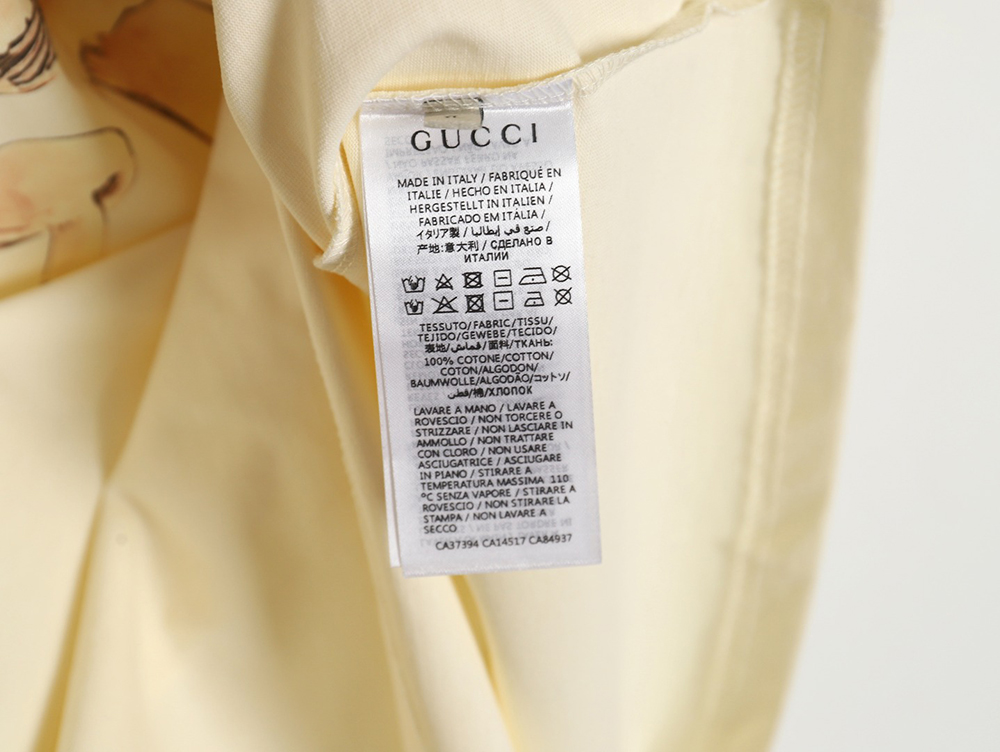 GUCCI
MADE IN ITALY / FABRIQUÉ EN
ITALIE / HECHO EN ITALIA /
HERGESTELLT IN ITALIEN /
FABRICADO EM ITÁLIA /
イタリア製 / صنع في إيطاليا /
产地:意大利 / СДЕЛАНО В
ИТАЛИИ
TESSUTO/FABRIC/TISSU/
TEJIDO/GEWEBE/TECIDO/
表地/قماش/面料/ТКАНЬ:
100% COTONE/COTTON/
COTON/ALGODON/
BAUMWOLLE/ALGODÃO/コットン/
قطن/棉/ХЛОПОК
LAVARE A MANO / LAVARE A
ROVESCIO / NON TORCERE O
STRIZZARE / NON LASCIARE IN
AMMOLLO / NON TRATTARE
CON CLORO / NON USARE
ASCIUGATRICE / ASCIUGARE
IN PIANO / STIRARE A
TEMPERATURA MASSIMA 110
°C SENZA VAPORE / STIRARE A
ROVESCIO / NON STIRARE LA
STAMPA / NON LAVARE A
SECCO
CA37394 CA14517 CA84937